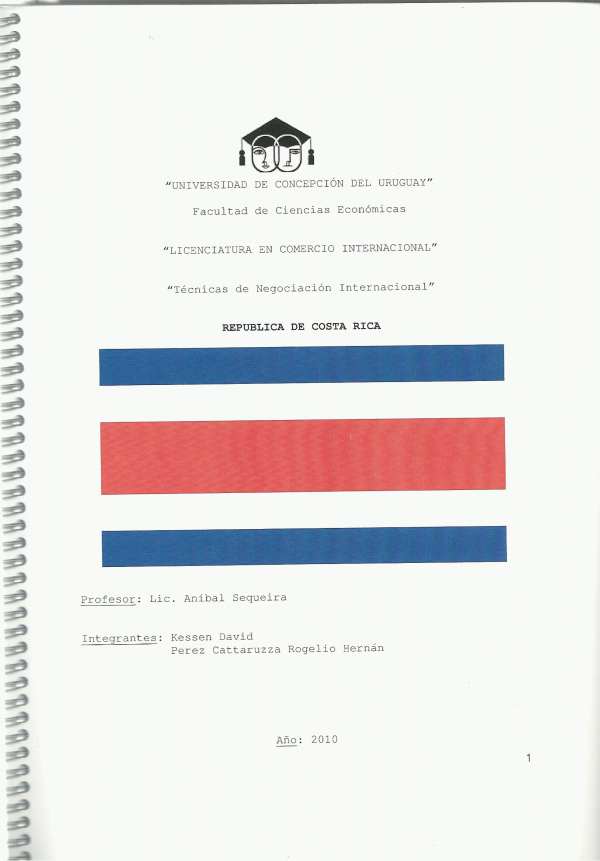 "UNIVERSIDAD DE CONCEPCIÓN DEL URUGUAY"
Facultad de Ciencias Económicas
"LICENCIATURA EN COMERCIO INTERNACIONAL"
"Técnicas de Negociación Internacional"
REPUBLICA DE COSTA RICA
Profesor: Lic. Aníbal Sequeira
Integrantes: Kessen David
Perez Cattaruzza Rogelio Hernán
Año: 2010
1